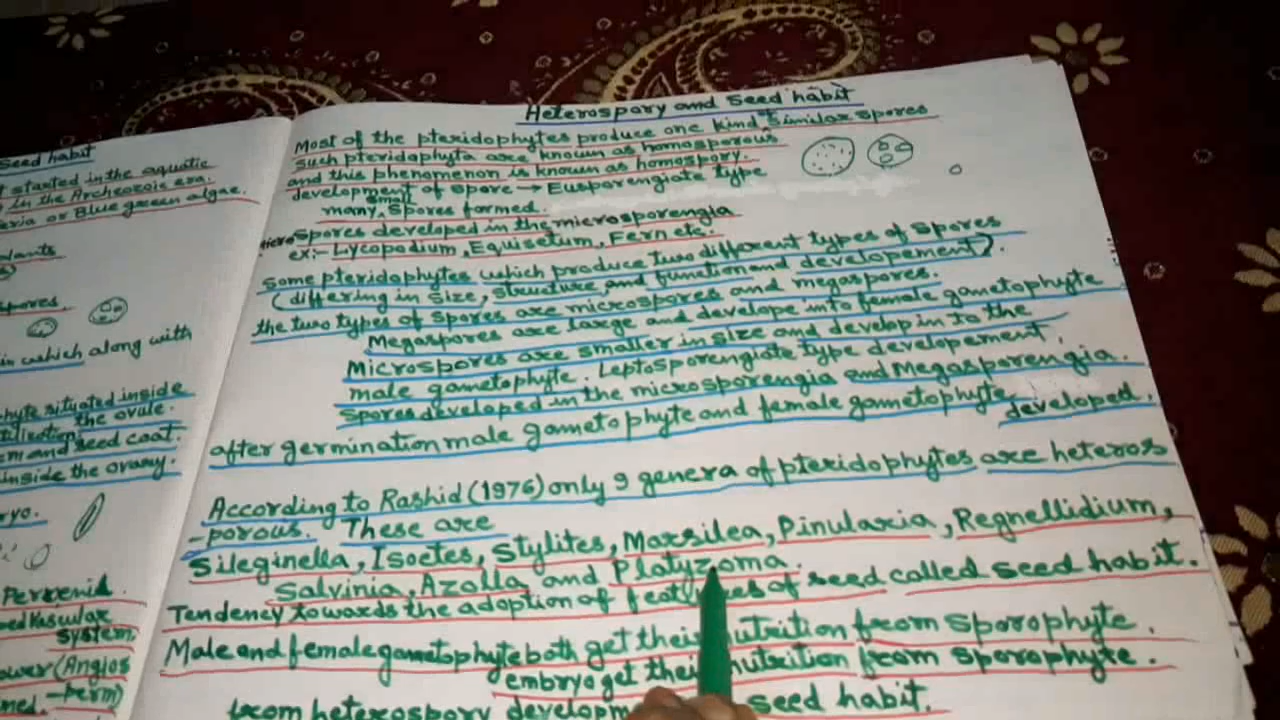 seed habit
started in the aquatic
in the Archeozoic era.
or Blue green algae.
plants
spores
in which along with
situated inside
the ovule.
and seed coat.
inside the ovary.
Vascular
system.
(Angios
-perm)
Heterospory and seed habit
Most of the pteridophytes produce one kind similar spores
such pteridophyta are known as homosporous
and this phenomenon is known as homospory.
development of spore → Eusporengiate type
many small spores formed.
micro spores developed in the microsporengia
ex:- Lycopodium, Equisetum, Fern etc.
Some pteridophytes which produce two different types of spores
(differing in size, structure and function and developement).
the two types of spores are microspores and megaspores.
Megaspores are large and develope into female gametophyte
Microspores are smaller in size and develop in to the
male gametophyte. Leptosporengiate type developement.
Spores developed in the microsporengia and Megasporengia.
after germination male gametophyte and female gametophyte developed.
According to Rashid (1976) only 9 genera of pteridophytes are heteros
-porous. These are
Sileginella, Isoetes, Stylites, Marsilea, Pinularia, Regnellidium,
Salvinia, Azolla and Platyzoma.
Tendency towards the adoption of features of seed called seed habit.
Male and female gametophyte both get their nutrition from sporophyte.
embryo get their nutrition from sporophyte.
from heterospory seed habit.